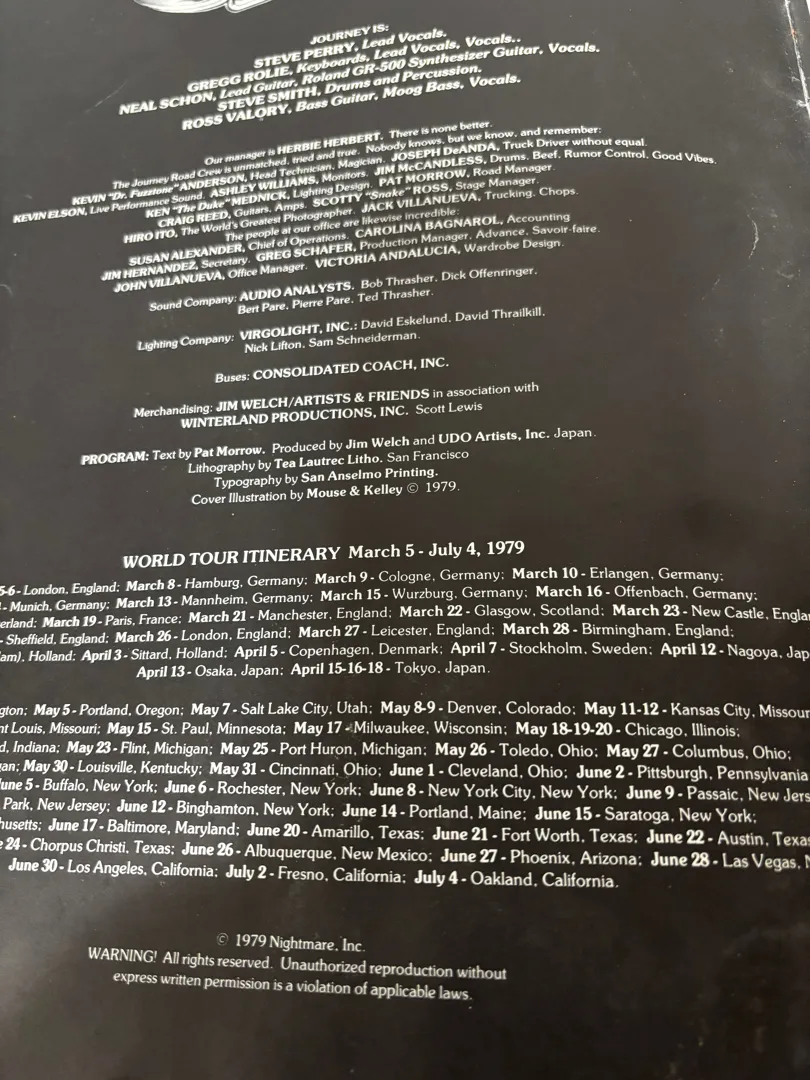 JOURNEY IS:
STEVE PERRY, Lead Vocals.
GREGG ROLIE, Keyboards, Lead Vocals, Vocals..
NEAL SCHON, Lead Guitar, Roland GR-500 Synthesizer Guitar, Vocals.
STEVE SMITH, Drums and Percussion.
ROSS VALORY, Bass Guitar, Moog Bass, Vocals.
Our manager is HERBIE HERBERT. There is none better.
The Journey Road Crew is unmatched, tried and true. Nobody knows, but we know, and remember:
KEVIN "Dr. Fuzztone" ANDERSON, Head Technician, Magician. JOSEPH DeANDA, Truck Driver without equal.
KEVIN ELSON, Live Performance Sound. ASHLEY WILLIAMS, Monitors. JIM McCANDLESS, Drums, Beef, Rumor Control, Good Vibes.
KEN "The Duke" MEDNICK, Lighting Design. PAT MORROW, Road Manager.
CRAIG REED, Guitars, Amps. SCOTTY "Snake" ROSS, Stage Manager.
HIRO ITO, The World's Greatest Photographer. JACK VILLANUEVA, Trucking, Chops.
The people at our office are likewise incredible:
SUSAN ALEXANDER, Chief of Operations. CAROLINA BAGNAROL, Accounting
JIM HERNANDEZ, Secretary. GREG SCHAFER, Production Manager, Advance, Savoir-faire.
JOHN VILLANUEVA, Office Manager. VICTORIA ANDALUCIA, Wardrobe Design.
Sound Company: AUDIO ANALYSTS. Bob Thrasher, Dick Offenringer,
Bert Pare, Pierre Pare, Ted Thrasher.
Lighting Company: VIRGOLIGHT, INC.: David Eskelund, David Thrailkill,
Nick Lifton, Sam Schneiderman.
Buses: CONSOLIDATED COACH, INC.
Merchandising: JIM WELCH/ARTISTS & FRIENDS in association with
WINTERLAND PRODUCTIONS, INC. Scott Lewis
PROGRAM: Text by Pat Morrow. Produced by Jim Welch and UDO Artists, Inc. Japan.
Lithography by Tea Lautrec Litho. San Francisco
Typography by San Anselmo Printing.
Cover Illustration by Mouse & Kelley © 1979.
WORLD TOUR ITINERARY March 5 - July 4, 1979
5-6 - London, England; March 8 - Hamburg, Germany; March 9 - Cologne, Germany; March 10 - Erlangen, Germany;
- Munich, Germany; March 13 - Mannheim, Germany; March 15 - Wurzburg, Germany; March 16 - Offenbach, Germany;
erland; March 19 - Paris, France; March 21 - Manchester, England; March 22 - Glasgow, Scotland; March 23 - New Castle, Engla
- Sheffield, England; March 26 - London, England; March 27 - Leicester, England; March 28 - Birmingham, England;
am), Holland; April 3 - Sittard, Holland; April 5 - Copenhagen, Denmark; April 7 - Stockholm, Sweden; April 12 - Nagoya, Jap
April 13 - Osaka, Japan; April 15-16-18 - Tokyo, Japan.
gton; May 5 - Portland, Oregon; May 7 - Salt Lake City, Utah; May 8-9 - Denver, Colorado; May 11-12 - Kansas City, Missour
nt Louis, Missouri; May 15 - St. Paul, Minnesota; May 17 - Milwaukee, Wisconsin; May 18-19-20 - Chicago, Illinois;
d, Indiana; May 23 - Flint, Michigan; May 25 - Port Huron, Michigan; May 26 - Toledo, Ohio; May 27 - Columbus, Ohio;
an; May 30 - Louisville, Kentucky; May 31 - Cincinnati, Ohio; June 1 - Cleveland, Ohio; June 2 - Pittsburgh, Pennsylvania
une 5 - Buffalo, New York; June 6 - Rochester, New York; June 8 - New York City, New York; June 9 - Passaic, New Jers
Park, New Jersey; June 12 - Binghamton, New York; June 14 - Portland, Maine; June 15 - Saratoga, New York;
husetts; June 17 - Baltimore, Maryland; June 20 - Amarillo, Texas; June 21 - Fort Worth, Texas; June 22 - Austin, Texa
e 24 - Chorpus Christi, Texas; June 26 - Albuquerque, New Mexico; June 27 - Phoenix, Arizona; June 28 - Las Vegas, N
June 30 - Los Angeles, California; July 2 - Fresno, California; July 4 - Oakland, California.
© 1979 Nightmare, Inc.
WARNING! All rights reserved. Unauthorized reproduction without
express written permission is a violation of applicable laws.